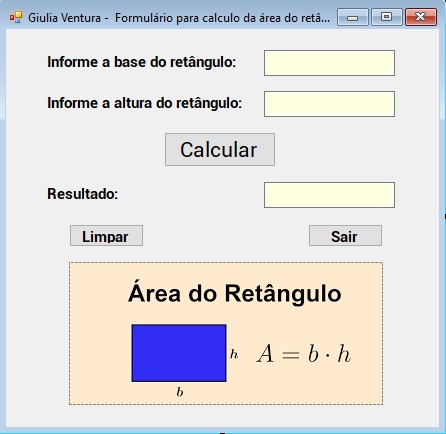 Giulia Ventura - Formulário para calculo da área do retâ...
Informe a base do retângulo:
Informe a altura do retângulo:
Calcular
Resultado:
Limpar Sair
Área do Retângulo
h A = b · h
b